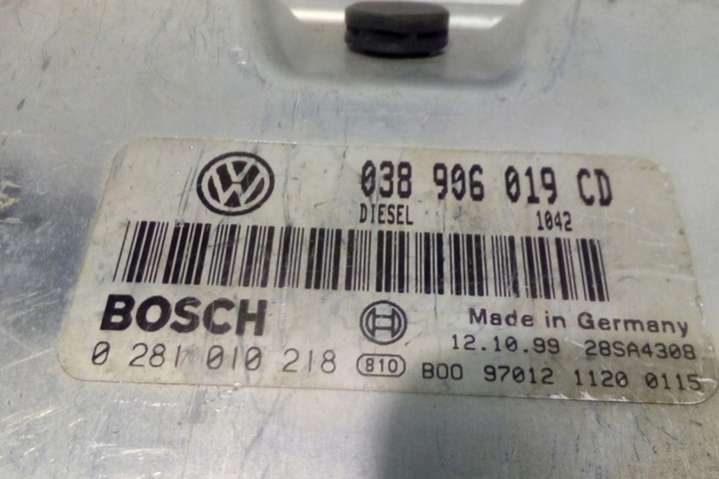 038 906 019 CD
DIESEL 1042
BOSCH
Made in Germany
12.10.99 28SA4308
0 281 010 218 810 B00 97012 1120 0115